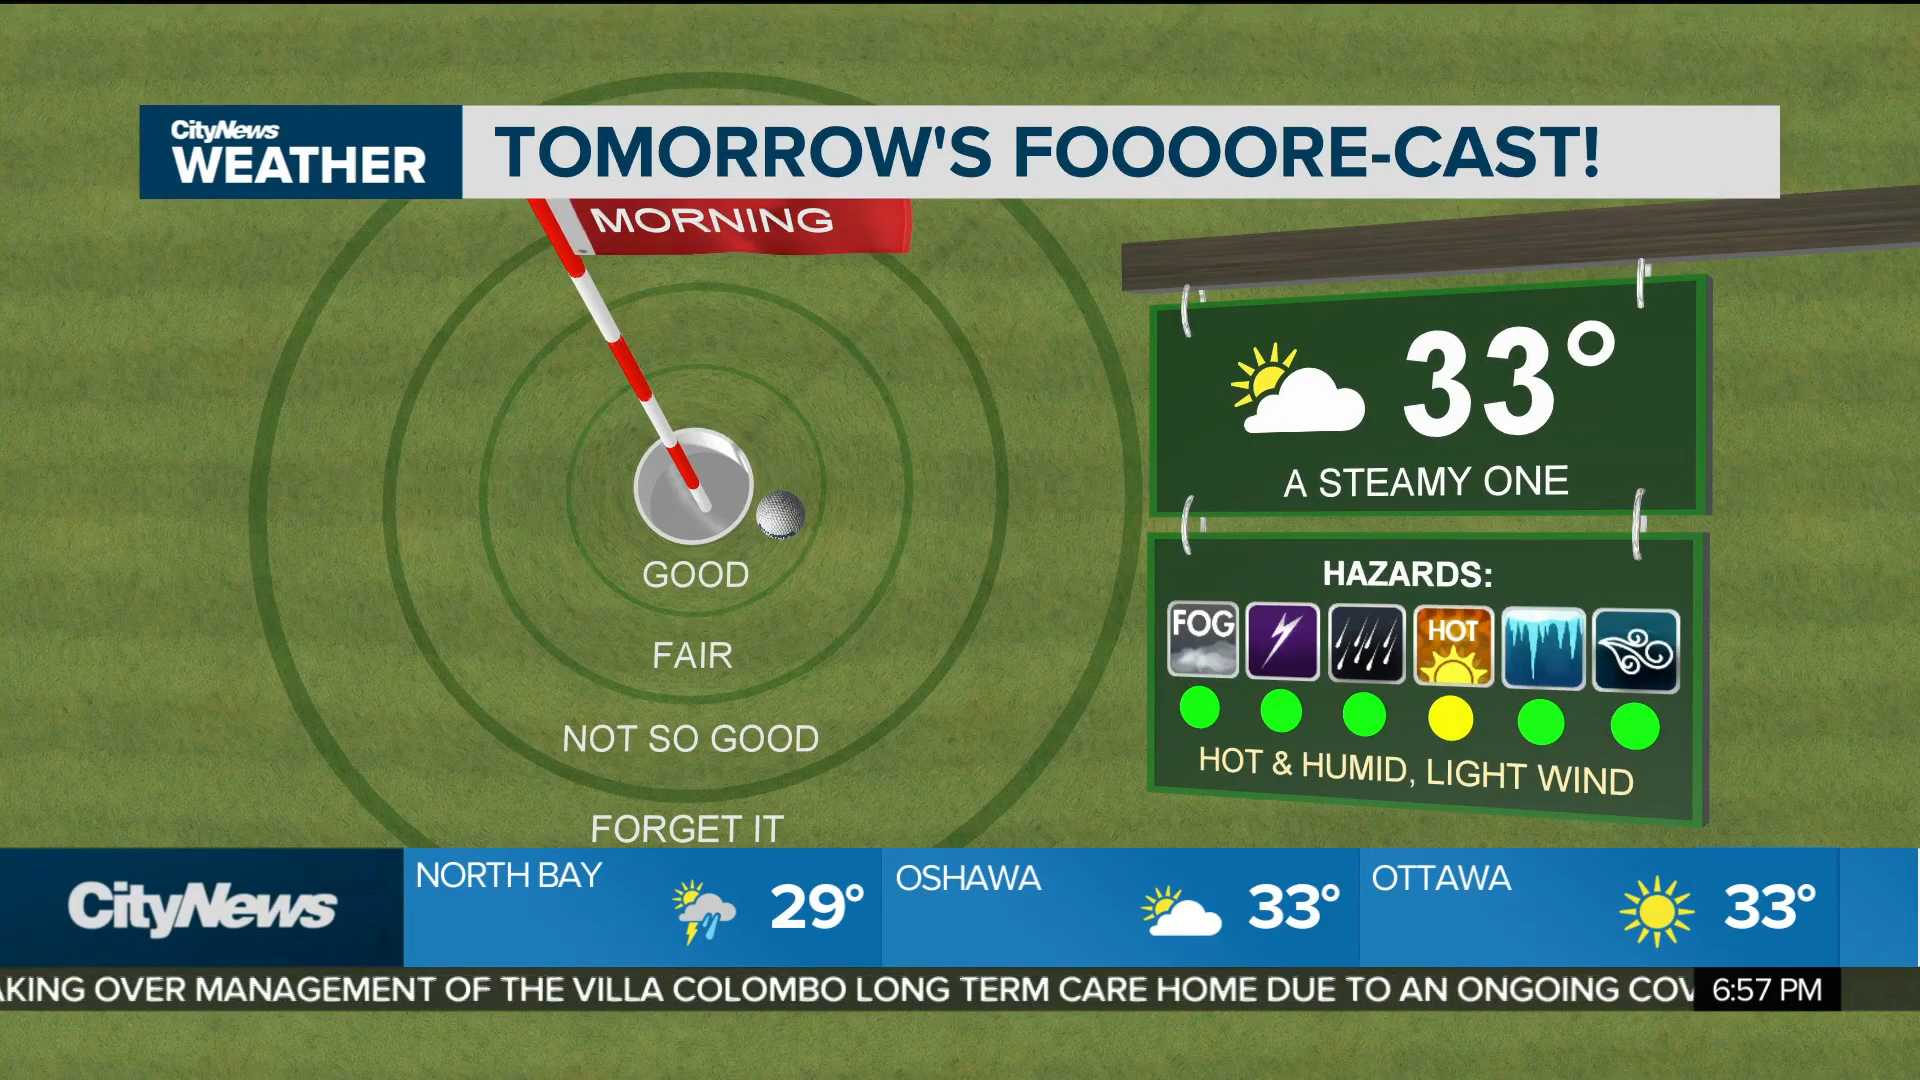 CityNews
WEATHER
TOMORROW'S FOOOORE-CAST!
MORNING
GOOD
FAIR
NOT SO GOOD
FORGET IT
33°
A STEAMY ONE
HAZARDS:
FOG
HOT
HOT & HUMID, LIGHT WIND
CityNews
NORTH BAY
29°
OSHAWA
33°
OTTAWA
33°
AKING OVER MANAGEMENT OF THE VILLA COLOMBO LONG TERM CARE HOME DUE TO AN ONGOING COV
6:57 PM